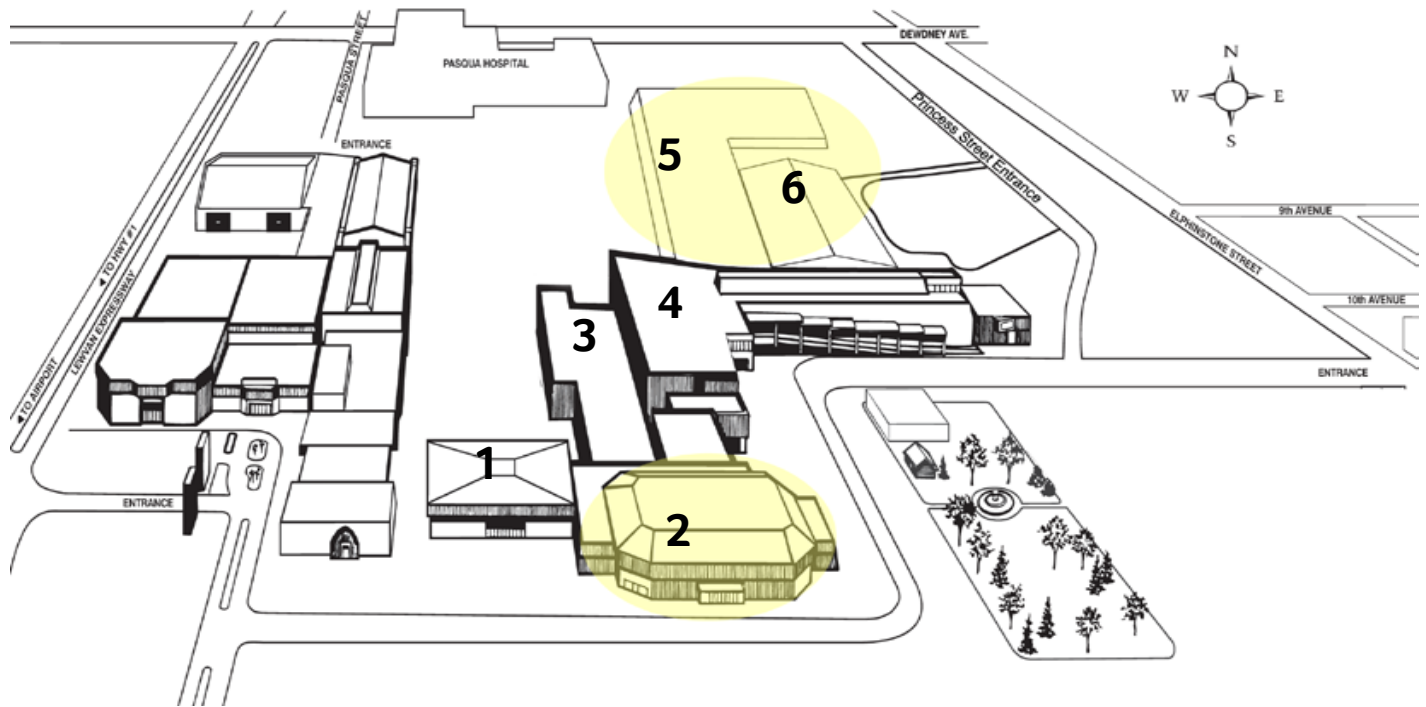 DEWDNEY AVE.
PASQUA STREET
PASQUA HOSPITAL
N
W E
S
Princess Street Entrance
ENTRANCE
5
6
9th AVENUE
ELPHINSTONE STREET
◄ TO HWY #1
LEWVAN EXPRESSWAY
10th AVENUE
4
3
◄ TO AIRPORT
ENTRANCE
1
ENTRANCE
2